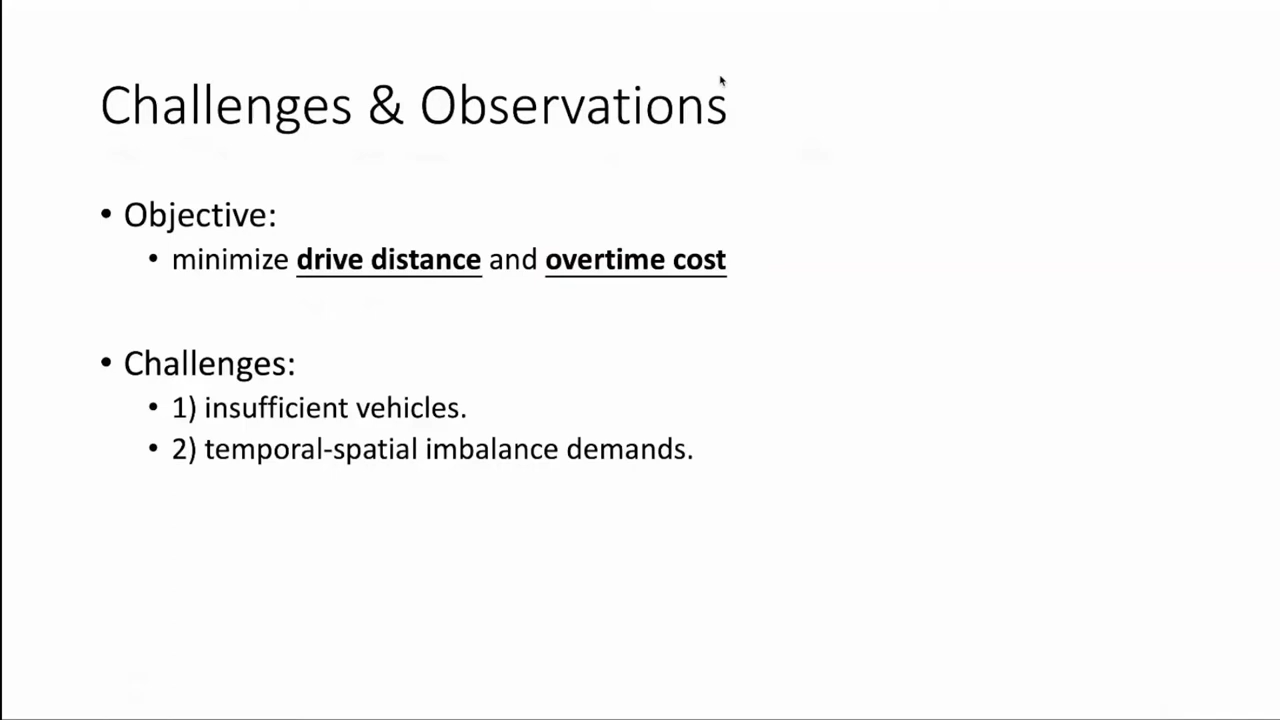 Challenges & Observations
• Objective:
• minimize drive distance and overtime cost
• Challenges:
• 1) insufficient vehicles.
• 2) temporal-spatial imbalance demands.